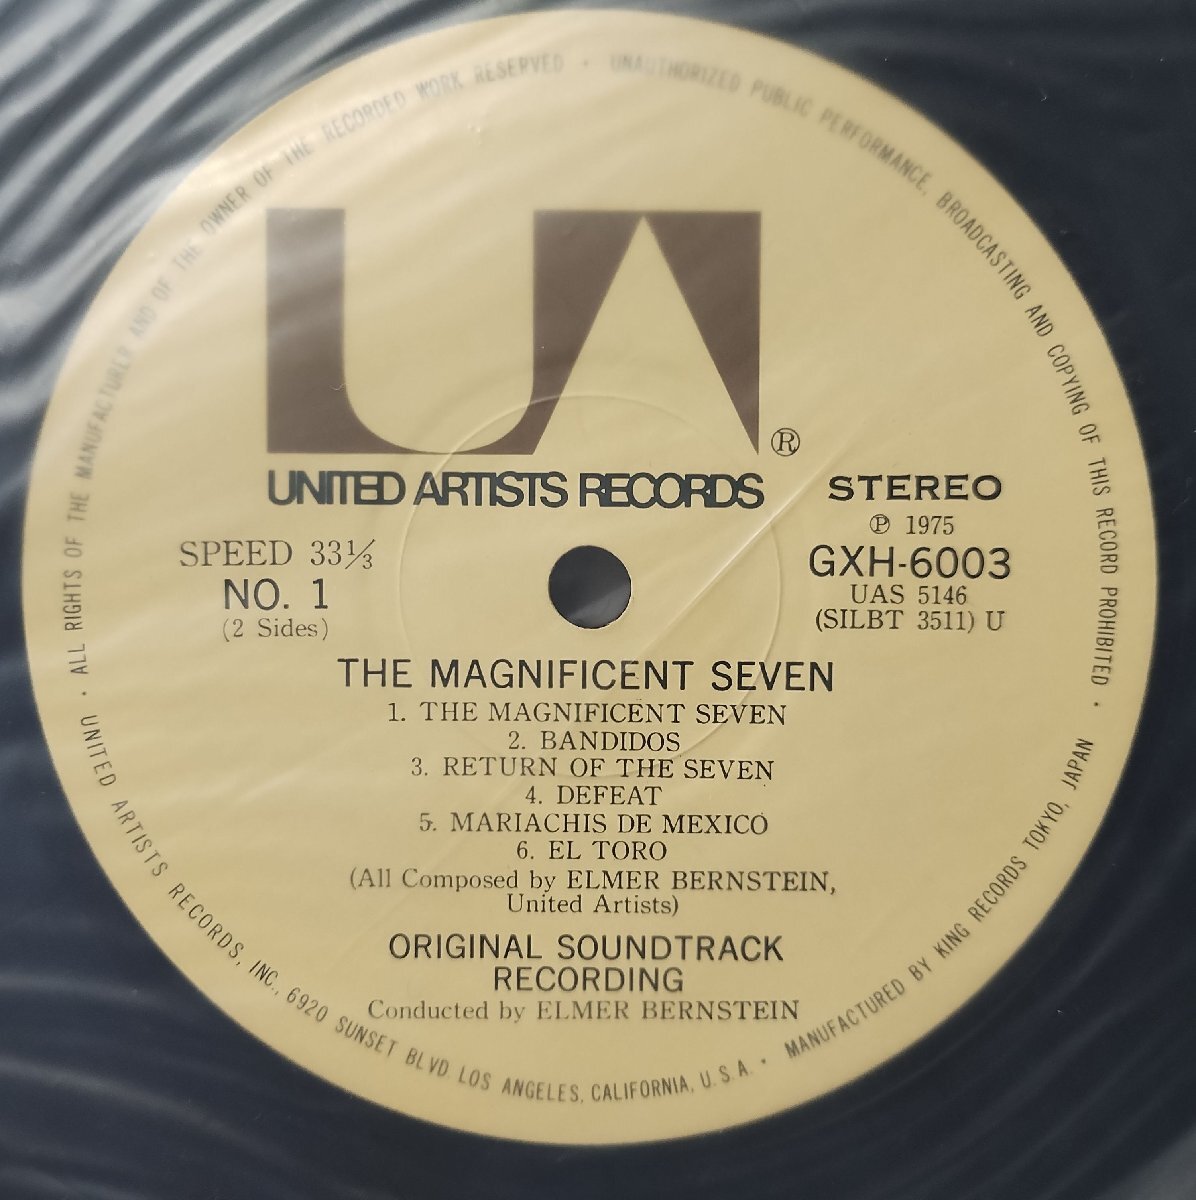 UA®
UNITED ARTISTS RECORDS
STEREO
℗ 1975
SPEED 33⅓
GXH-6003
NO. 1
UAS 5146
(2 Sides)
(SILBT 3511) U
THE MAGNIFICENT SEVEN
1. THE MAGNIFICENT SEVEN
2. BANDIDOS
3. RETURN OF THE SEVEN
4. DEFEAT
5. MARIACHIS DE MEXICO
6. EL TORO
(All Composed by ELMER BERNSTEIN,
United Artists)
ORIGINAL SOUNDTRACK
RECORDING
Conducted by ELMER BERNSTEIN
· ALL RIGHTS OF THE MANUFACTURER AND OF THE OWNER OF THE RECORDED WORK RESERVED · UNAUTHORIZED PUBLIC PERFORMANCE, BROADCASTING AND COPYING OF THIS RECORD PROHIBITED ·
UNITED ARTISTS RECORDS, INC., 6920 SUNSET BLVD. LOS ANGELES, CALIFORNIA, U.S.A. · MANUFACTURED BY KING RECORDS TOKYO, JAPAN